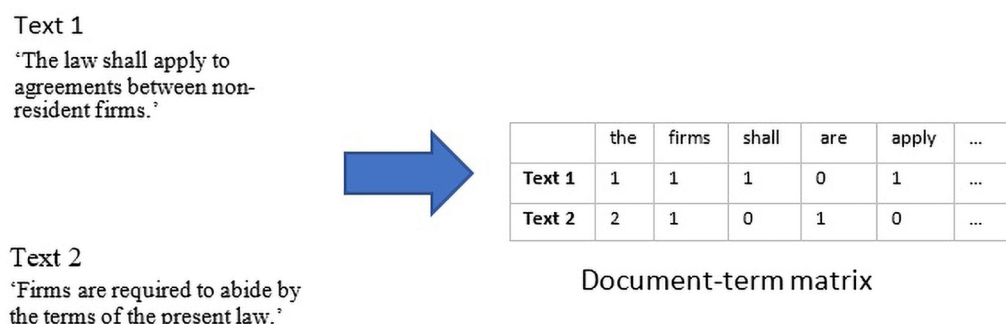 Text 1
‘The law shall apply to
agreements between non-
resident firms.’
the firms shall are apply ...
Text 1 1 1 1 0 1 ...
Text 2 2 1 0 1 0 ...
Document-term matrix
Text 2
‘Firms are required to abide by
the terms of the present law.’